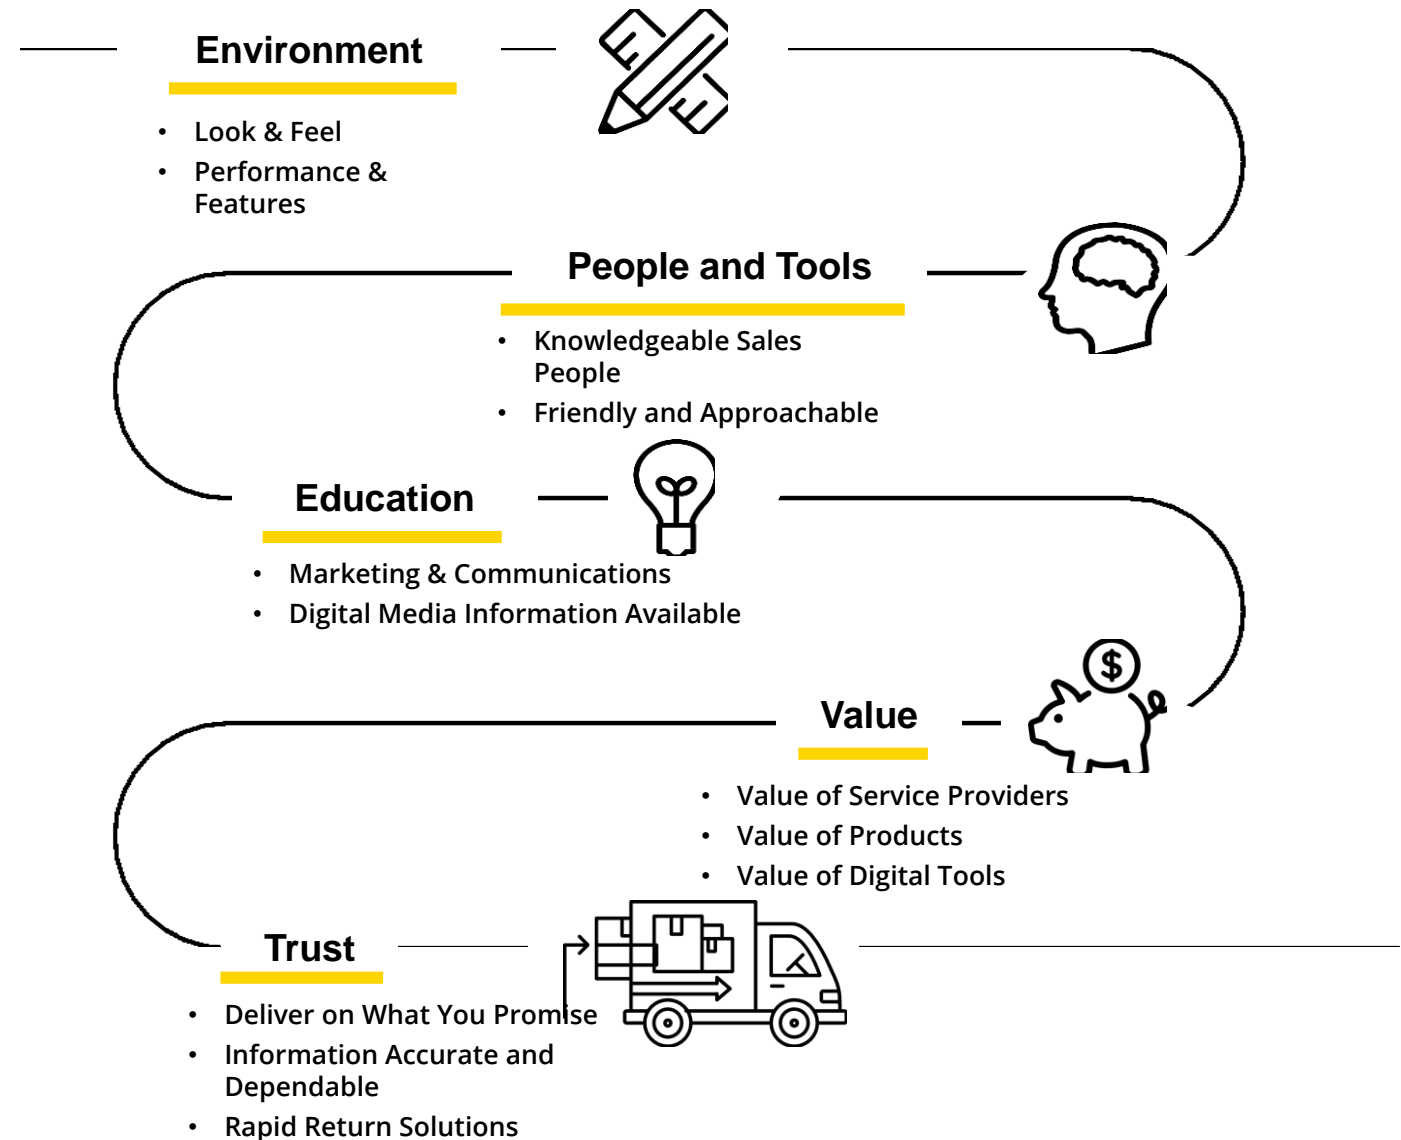 Environment
• Look & Feel
• Performance &
Features
People and Tools
• Knowledgeable Sales
People
• Friendly and Approachable
Education
• Marketing & Communications
• Digital Media Information Available
$
Value
• Value of Service Providers
• Value of Products
• Value of Digital Tools
Trust
• Deliver on What You Promise
• Information Accurate and
Dependable
• Rapid Return Solutions